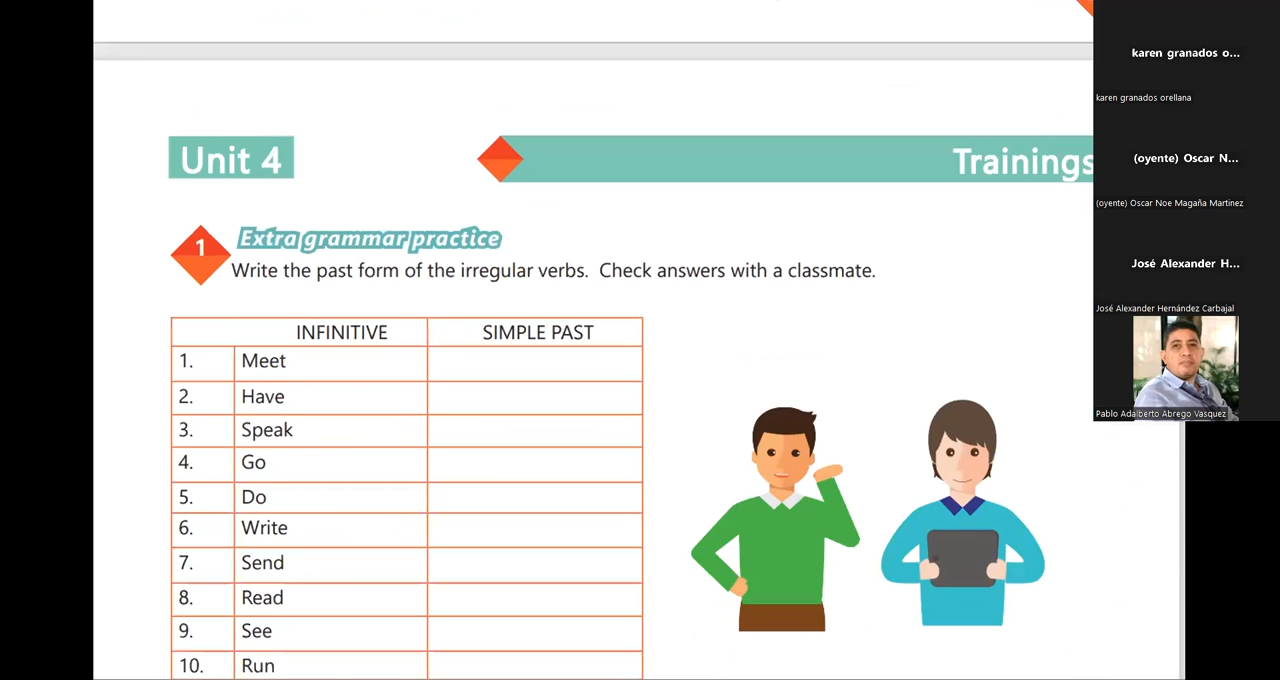 Unit 4
Trainings
1
Extra grammar practice
Write the past form of the irregular verbs. Check answers with a classmate.
INFINITIVE SIMPLE PAST
1. Meet
2. Have
3. Speak
4. Go
5. Do
6. Write
7. Send
8. Read
9. See
10. Run
karen granados o...
karen granados orellana
(oyente) Oscar N...
(oyente) Oscar Noe Magaña Martinez
José Alexander H...
José Alexander Hernández Carbajal
Pablo Adalberto Abrego Vasquez